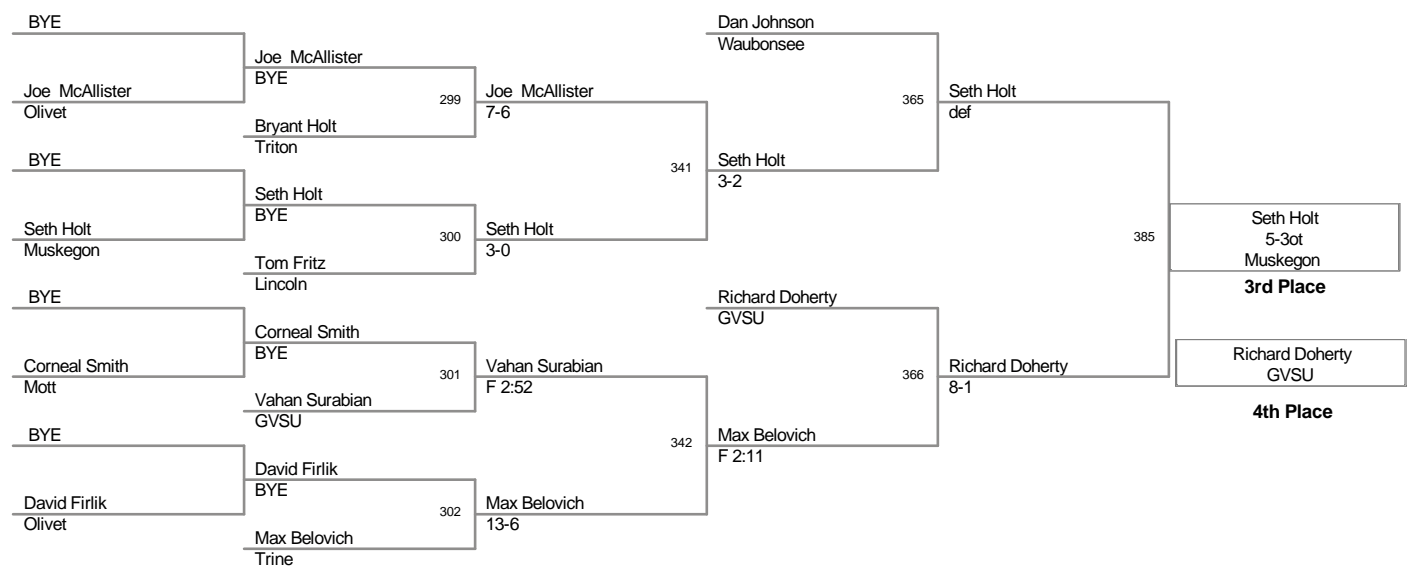 BYE
Joe McAllister
Olivet
BYE
Seth Holt
Muskegon
BYE
Corneal Smith
Mott
BYE
David Firlik
Olivet
Joe McAllister
BYE
299
Bryant Holt
Triton
Seth Holt
BYE
300
Tom Fritz
Lincoln
Corneal Smith
BYE
301
Vahan Surabian
GVSU
David Firlik
BYE
302
Max Belovich
Trine
Joe McAllister
7-6
341
Seth Holt
3-0
Vahan Surabian
F 2:52
342
Max Belovich
13-6
Dan Johnson
Waubonsee
365
Seth Holt
3-2
Richard Doherty
GVSU
366
Max Belovich
F 2:11
Seth Holt
def
385
Richard Doherty
8-1
Seth Holt
5-3ot
Muskegon
3rd Place
Richard Doherty
GVSU
4th Place